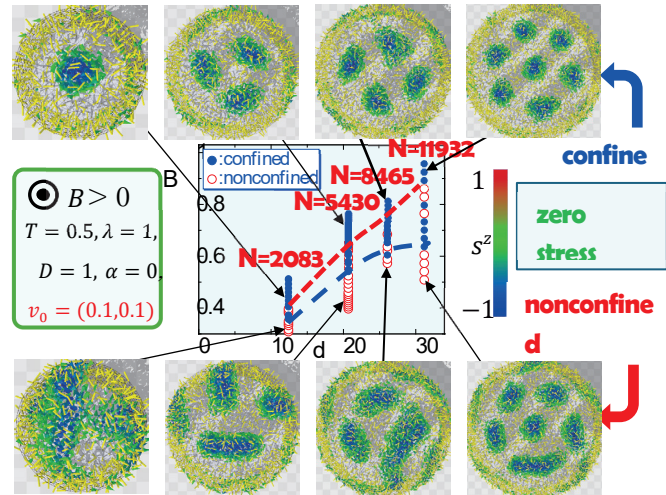 N=11932
B
:confined
:nonconfined
N=8465
N=5430
N=2083
0.8
0.6
0.4
0
10
20
30
d
B > 0
T = 0.5, λ = 1,
D = 1, α = 0,
v₀ = (0.1,0.1)
confine
1
s^z
−1
zero
stress
nonconfine
d